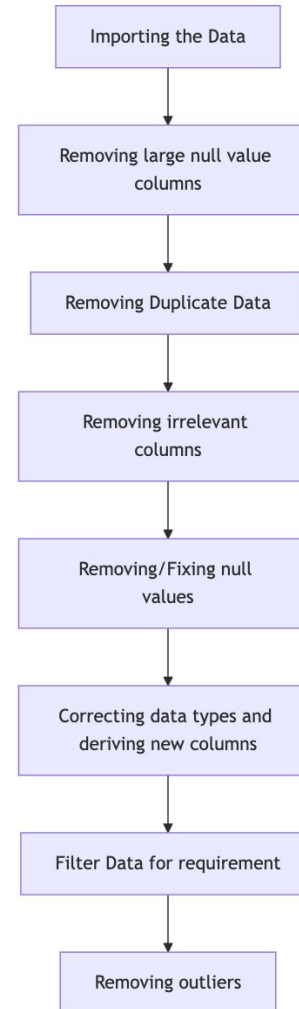 Importing the Data
Removing large null value
columns
Removing Duplicate Data
Removing irrelevant
columns
Removing/Fixing null
values
Correcting data types and
deriving new columns
Filter Data for requirement
Removing outliers